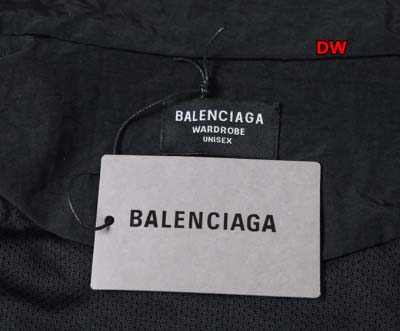 DW
BALENCIAGA
WARDROBE
UNISEX
BALENCIAGA